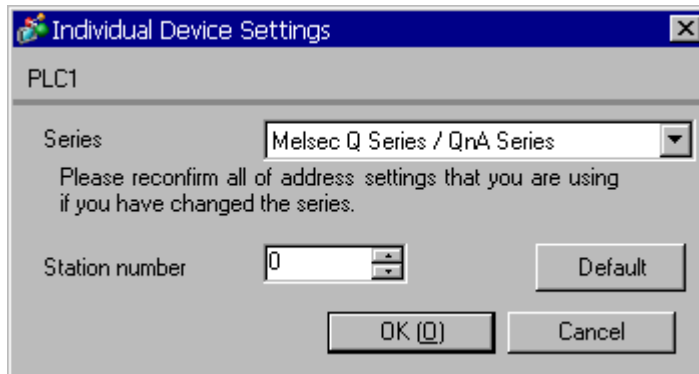 Individual Device Settings
PLC1
Series
Melsec Q Series / QnA Series
Please reconfirm all of address settings that you are using
if you have changed the series.
Station number
0
Default
OK (O)
Cancel